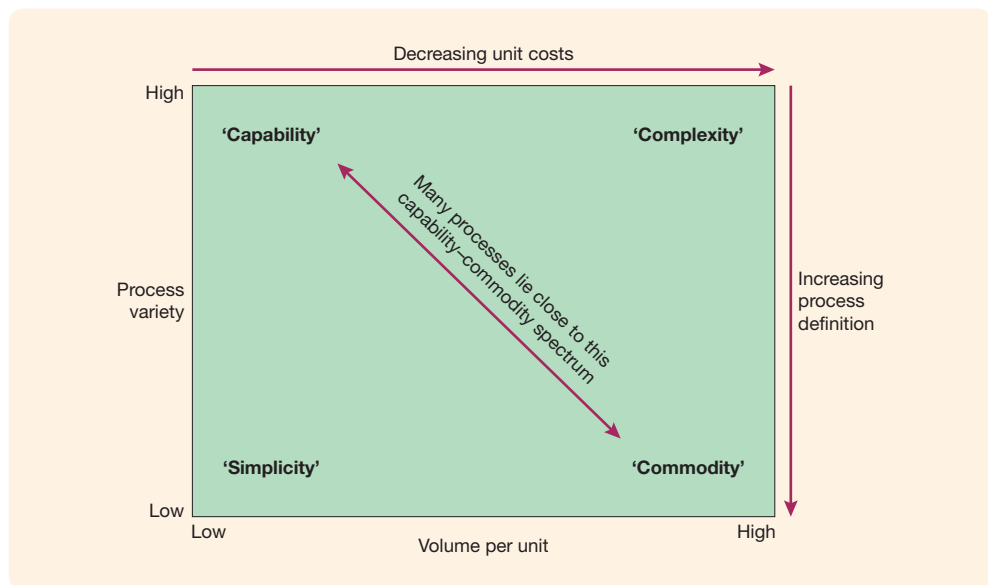 Decreasing unit costs
High
‘Capability’
‘Complexity’
Many processes lie close to this
capability–commodity spectrum
Process
variety
Increasing
process
definition
‘Simplicity’
‘Commodity’
Low
Low
High
Volume per unit